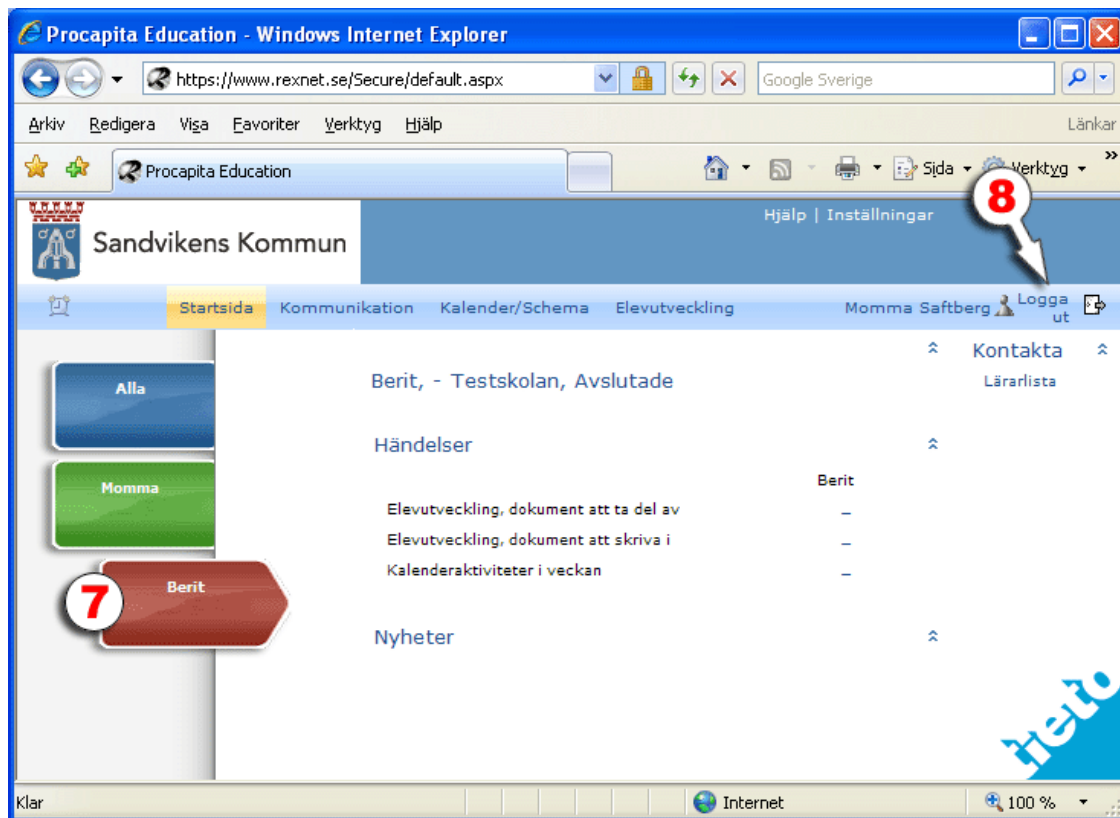 Procapita Education - Windows Internet Explorer
https://www.rexnet.se/Secure/default.aspx
Google Sverige
Arkiv Redigera Visa Favoriter Verktyg Hjälp
Länkar
Procapita Education
Sida
Verktyg
»
8
Sandvikens Kommun
Hjälp | Inställningar
Startsida Kommunikation Kalender/Schema Elevutveckling
Momma Saftberg
Logga
ut
Alla
Momma
7
Berit
Berit, - Testskolan, Avslutade
Kontakta
Lärarlista
Händelser
Berit
Elevutveckling, dokument att ta del av –
Elevutveckling, dokument att skriva i –
Kalenderaktiviteter i veckan –
Nyheter
tieto
Klar
Internet
100 %